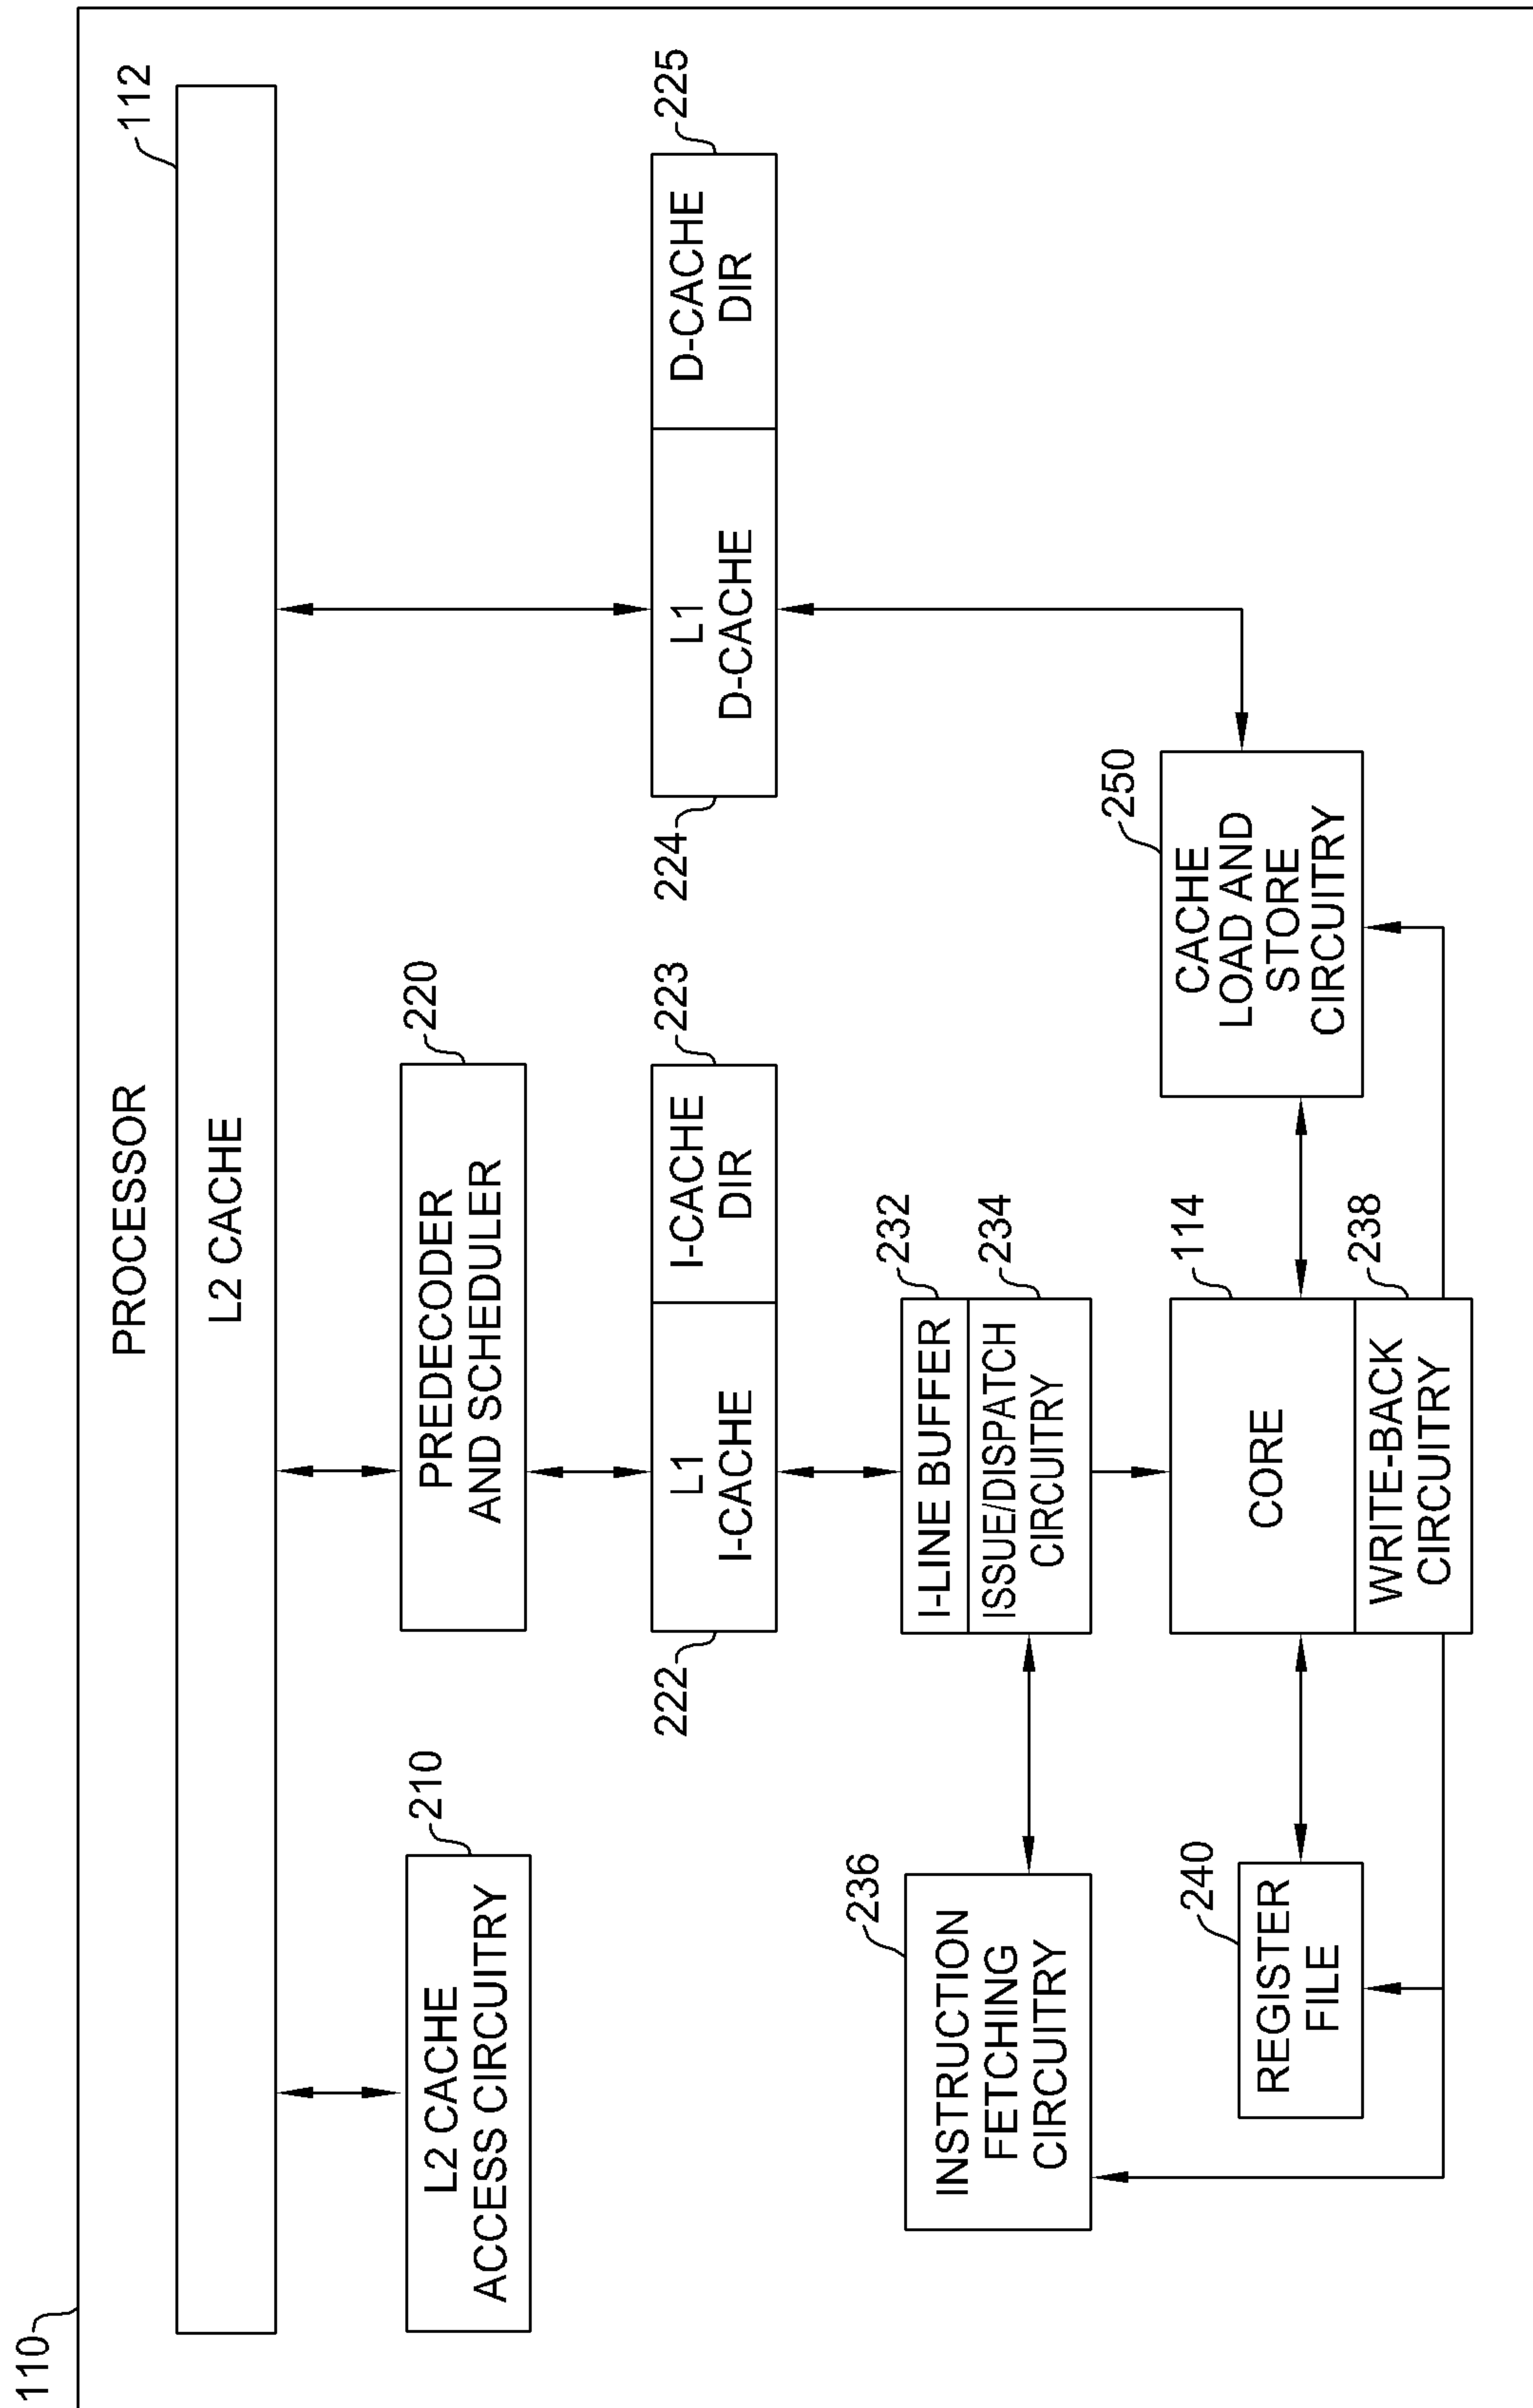 110
PROCESSOR
112
L2 CACHE
210
L2 CACHE
ACCESS CIRCUITRY
220
PREDECODER
AND SCHEDULER
222
L1
I-CACHE
I-CACHE
DIR
223
224
L1
D-CACHE
D-CACHE
DIR
225
236
INSTRUCTION
FETCHING
CIRCUITRY
232
I-LINE BUFFER
234
ISSUE/DISPATCH
CIRCUITRY
240
REGISTER
FILE
114
CORE
238
WRITE-BACK
CIRCUITRY
250
CACHE
LOAD AND
STORE
CIRCUITRY